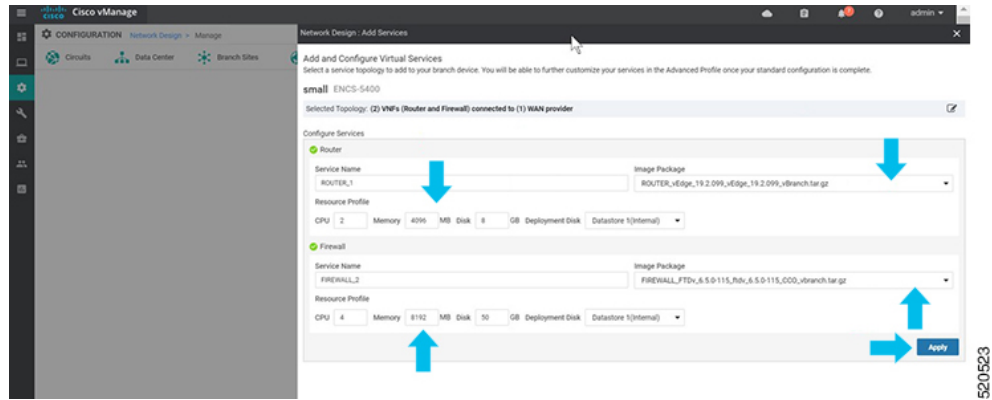 CISCO Cisco vManage
7
admin
CONFIGURATION Network Design > Manage
Circuits Data Center Branch Sites
Network Design : Add Services
Add and Configure Virtual Services
Select a service topology to add to your branch device. You will be able to further customize your services in the Advanced Profile once your standard configuration is complete.
small ENCS-5400
Selected Topology: (2) VNFs (Router and Firewall) connected to (1) WAN provider
Configure Services
Router
Service Name Image Package
ROUTER_1 ROUTER_vEdge_19.2.099_vEdge_19.2.099_vBranch.tar.gz
Resource Profile
CPU 2 Memory 4096 MB Disk 8 GB Deployment Disk Datastore 1(Internal)
Firewall
Service Name Image Package
FIREWALL_2 FIREWALL_FTDv_6.5.0-115_ftdv_6.5.0-115_CCO_vbranch.tar.gz
Resource Profile
CPU 4 Memory 8192 MB Disk 50 GB Deployment Disk Datastore 1(Internal)
Apply
520523